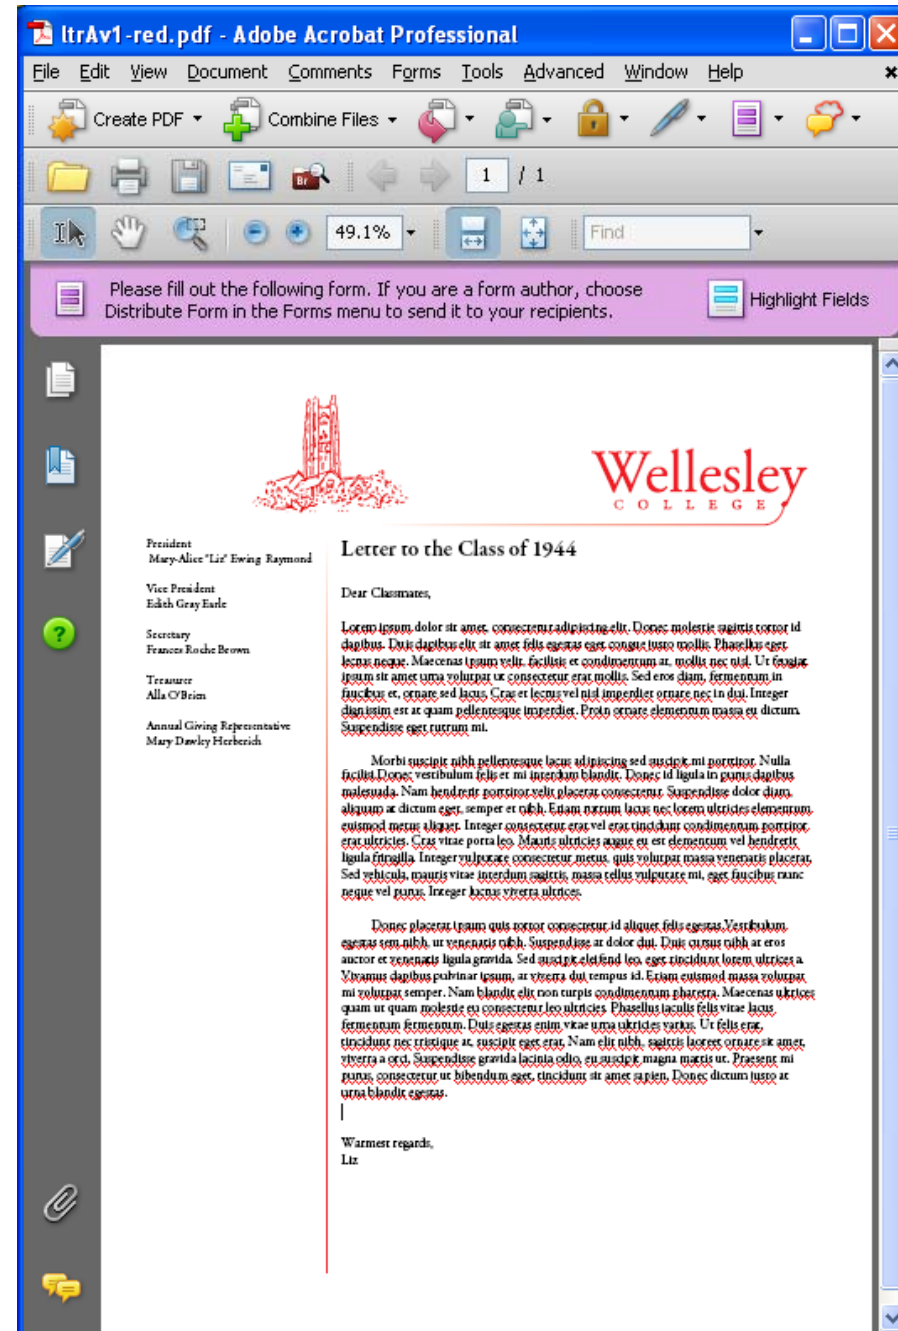 ltrAv1-red.pdf - Adobe Acrobat Professional
File Edit View Document Comments Forms Tools Advanced Window Help
Create PDF Combine Files
Br 1 / 1
49.1% Find
Please fill out the following form. If you are a form author, choose
Distribute Form in the Forms menu to send it to your recipients.
Highlight Fields
Wellesley
COLLEGE
President
Mary-Alice "Liz" Ewing Raymond
Vice President
Edith Gray Earle
Secretary
Frances Roche Brown
Treasurer
Alla O'Brien
Annual Giving Representative
Mary Dawley Herberich
Letter to the Class of 1944
Dear Classmates,
Lorem ipsum dolor sit amet, consectetur adipiscing elit. Donec molestie sagittis tortor id
dapibus. Duis dapibus elit sit amet felis egestas eget congue justo mollis. Phasellus eget
lectus neque. Maecenas ipsum velit, facilisis et condimentum at, mollis nec nisl. Ut feugiat
ipsum sit amet urna volutpat ut consectetur erat mollis. Sed eros diam, fermentum in
faucibus et, ornare sed lacus. Cras et lectus vel nisl imperdiet ornare nec in dui. Integer
dignissim est at quam pellentesque imperdiet. Proin ornare elementum massa eu dictum.
Suspendisse eget rutrum mi.
Morbi suscipit nibh pellentesque lacus adipiscing sed suscipit mi porttitor. Nulla
facilisi. Donec vestibulum felis et mi interdum blandit. Donec id ligula in purus dapibus
malesuada. Nam hendrerit porttitor velit placerat consectetur. Suspendisse dolor diam,
aliquam at dictum eget, semper et nibh. Etiam rutrum lacus nec lorem ultricies elementum
euismod metus aliquet. Integer consectetur erat vel erat tincidunt condimentum porttitor
erat ultricies. Cras vitae porta leo. Mauris ultricies augue eu est elementum vel hendrerit
ligula fringilla. Integer vulputate consectetur metus, quis volutpat massa venenatis placerat.
Sed vehicula, mauris vitae interdum sagittis, massa tellus vulputate mi, eget faucibus nunc
neque vel purus. Integer luctus viverra ultrices.
Donec placerat ipsum quis tortor consectetur id aliquet felis egestas. Vestibulum
egestas sem nibh, ut venenatis nibh. Suspendisse at dolor dui. Duis cursus nibh at eros
auctor et venenatis ligula gravida. Sed suscipit eleifend leo, eget tincidunt lorem ultrices a.
Vivamus dapibus pulvinar ipsum, at viverra dui tempus id. Etiam euismod massa volutpat
mi volutpat semper. Nam blandit elit non turpis condimentum pharetra. Maecenas ultrices
quam ut quam molestie eu consectetur leo ultricies. Phasellus iaculis felis vitae lacus
fermentum fermentum. Duis egestas enim vitae urna ultricies varius. Ut felis erat,
tincidunt nec tristique at, suscipit eget erat. Nam elit nibh, sagittis laoreet ornare sit amet,
viverra a orci. Suspendisse gravida lacinia odio, eu suscipit magna mattis ut. Praesent mi
purus, consectetur ut bibendum eget, tincidunt sit amet sapien. Donec dictum justo at
urna blandit egestas.
Warmest regards,
Liz